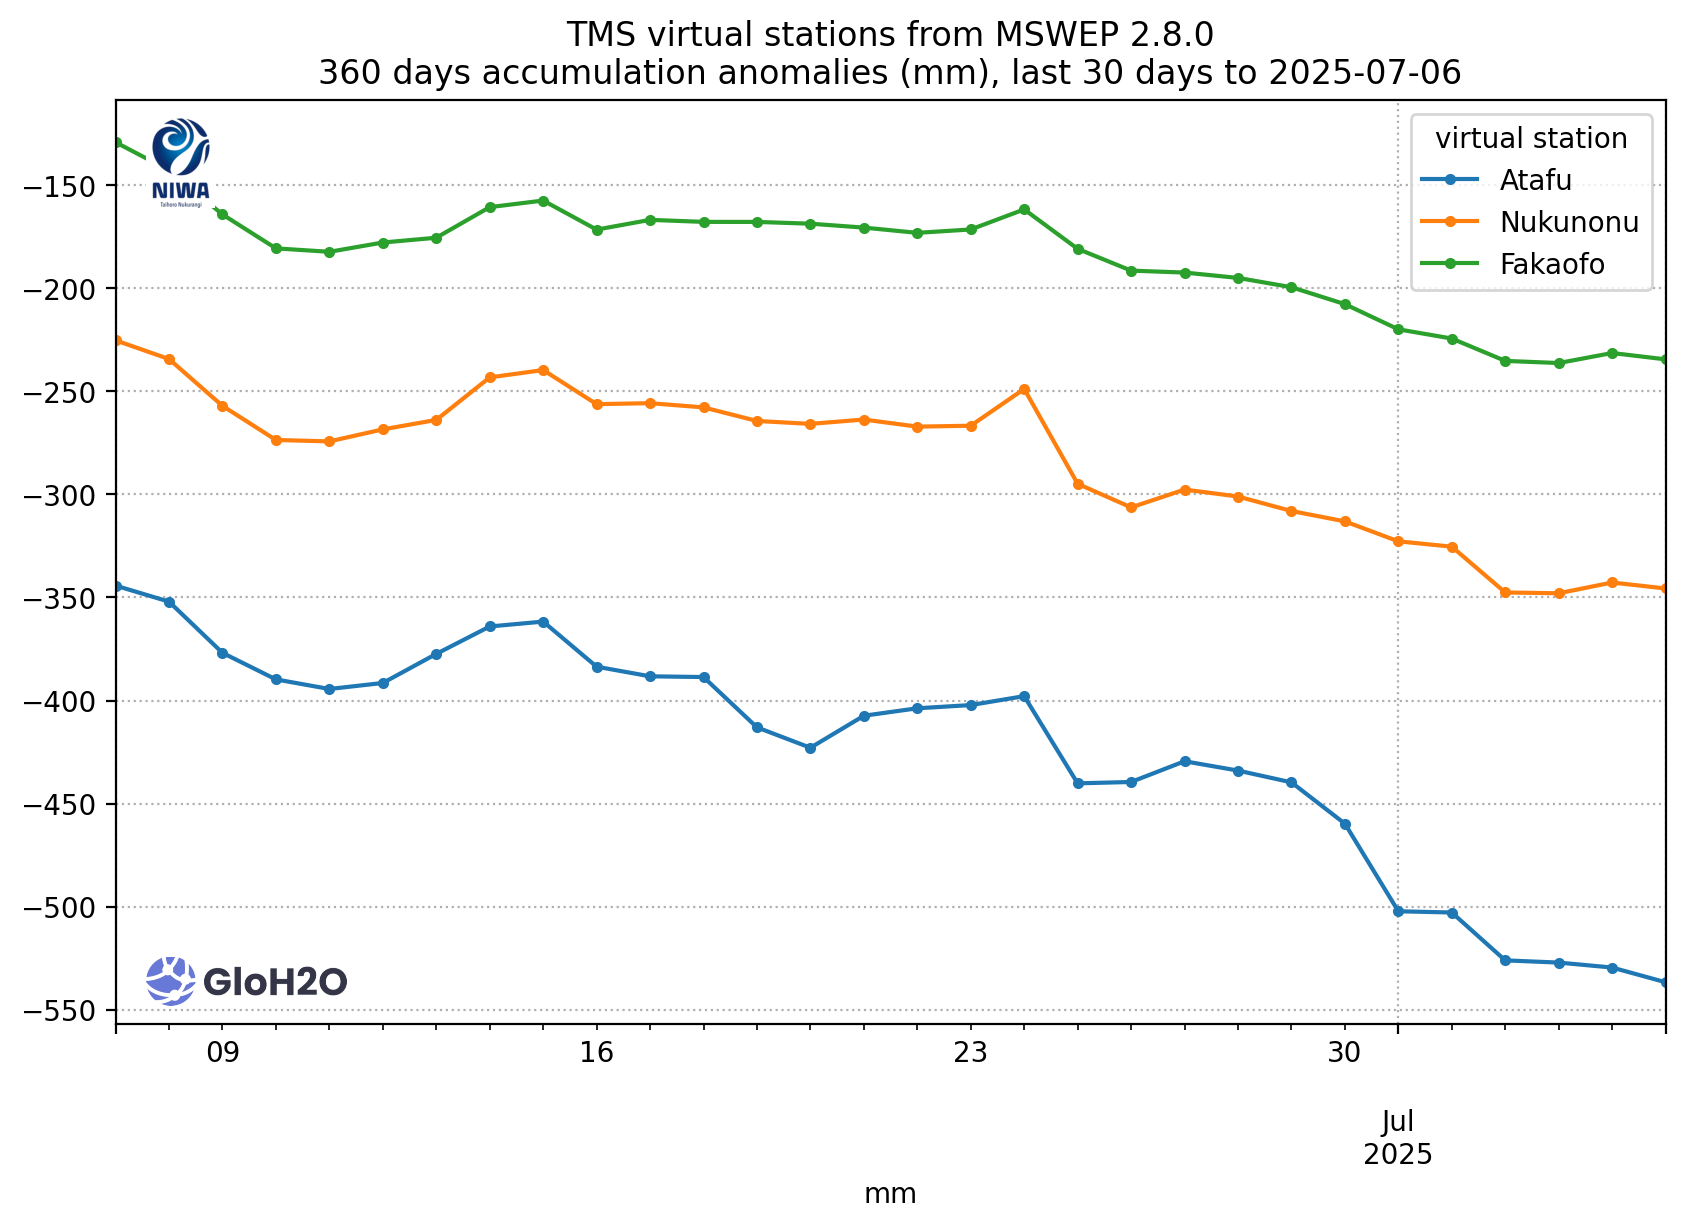 TMS virtual stations from MSWEP 2.8.0
360 days accumulation anomalies (mm), last 30 days to 2025-07-06
NIWA
Taihoro Nukurangi
virtual station
Atafu
Nukunonu
Fakaofo
−150
−200
−250
−300
−350
−400
−450
−500
−550
GloH2O
09 16 23 30
Jul
2025
mm